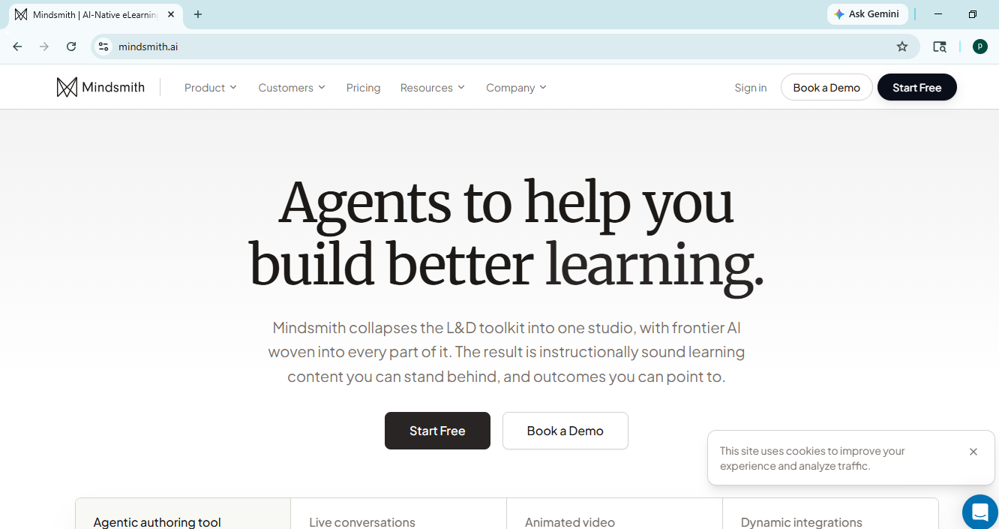 Mindsmith | AI-Native eLearning
Ask Gemini
mindsmith.ai
P
Mindsmith
Product
Customers
Pricing
Resources
Company
Sign in
Book a Demo
Start Free
Agents to help you
build better learning.
Mindsmith collapses the L&D toolkit into one studio, with frontier AI
woven into every part of it. The result is instructionally sound learning
content you can stand behind, and outcomes you can point to.
Start Free
Book a Demo
This site uses cookies to improve your
experience and analyze traffic.
Agentic authoring tool
Live conversations
Animated video
Dynamic integrations